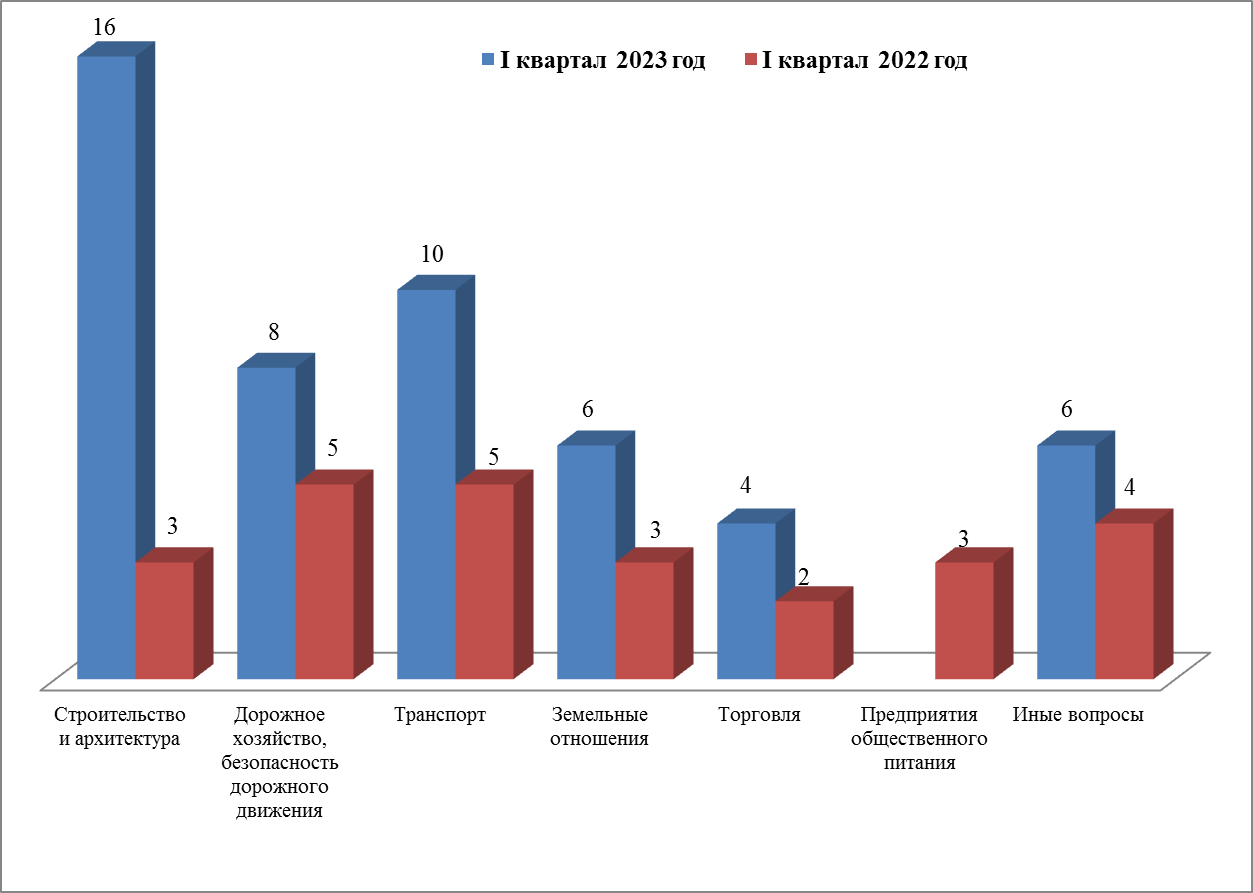 16
I квартал 2023 год
I квартал 2022 год
10
8
6
6
5
5
4
4
3
3
3
2
Строительство
и архитектура
Дорожное
хозяйство,
безопасность
дорожного
движения
Транспорт
Земельные
отношения
Торговля
Предприятия
общественного
питания
Иные вопросы